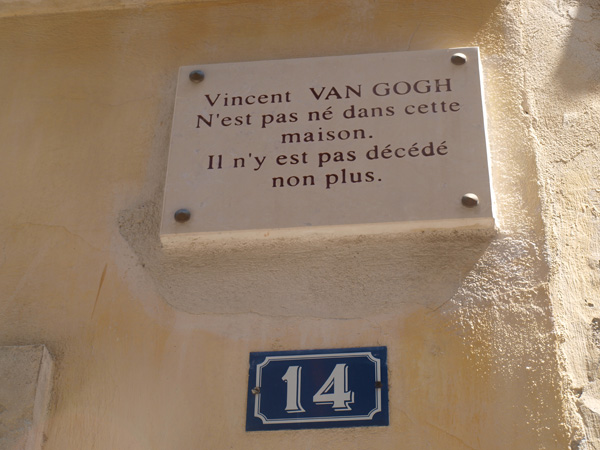 Vincent VAN GOGH
N'est pas né dans cette
maison.
Il n'y est pas décédé
non plus.
14